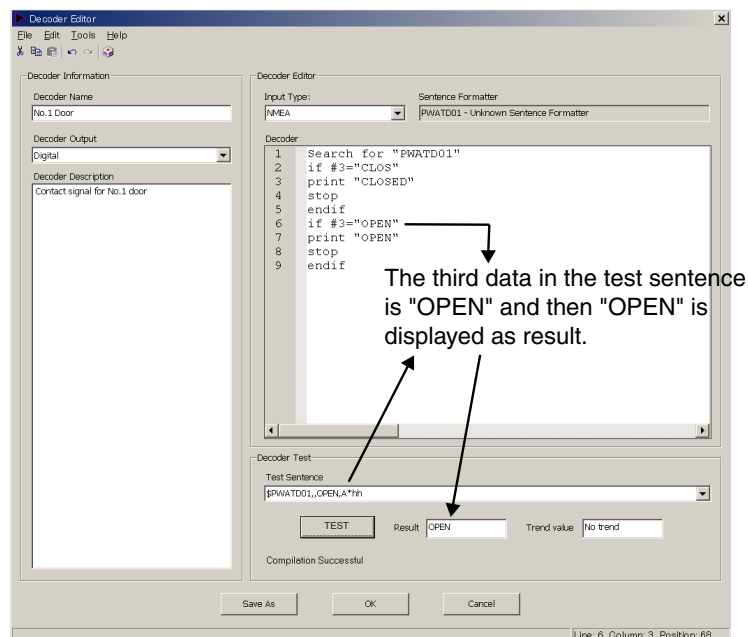 Decoder Editor
File Edit Tools Help
Decoder Information
Decoder Name
No.1 Door
Decoder Output
Digital
Decoder Description
Contact signal for No.1 door
Decoder Editor
Input Type:
Sentence Formatter
NMEA
PWATD01 - Unknown Sentence Formatter
Decoder
1 Search for "PWATD01"
2 if #3="CLOS"
3 print "CLOSED"
4 stop
5 endif
6 if #3="OPEN"
7 print "OPEN"
8 stop
9 endif
The third data in the test sentence
is "OPEN" and then "OPEN" is
displayed as result.
Decoder Test
Test Sentence
$PWATD01,,OPEN,A*hh
TEST
Result OPEN
Trend value No trend
Compilation Successful
Save As OK Cancel
Line: 6, Column: 3, Position: 68